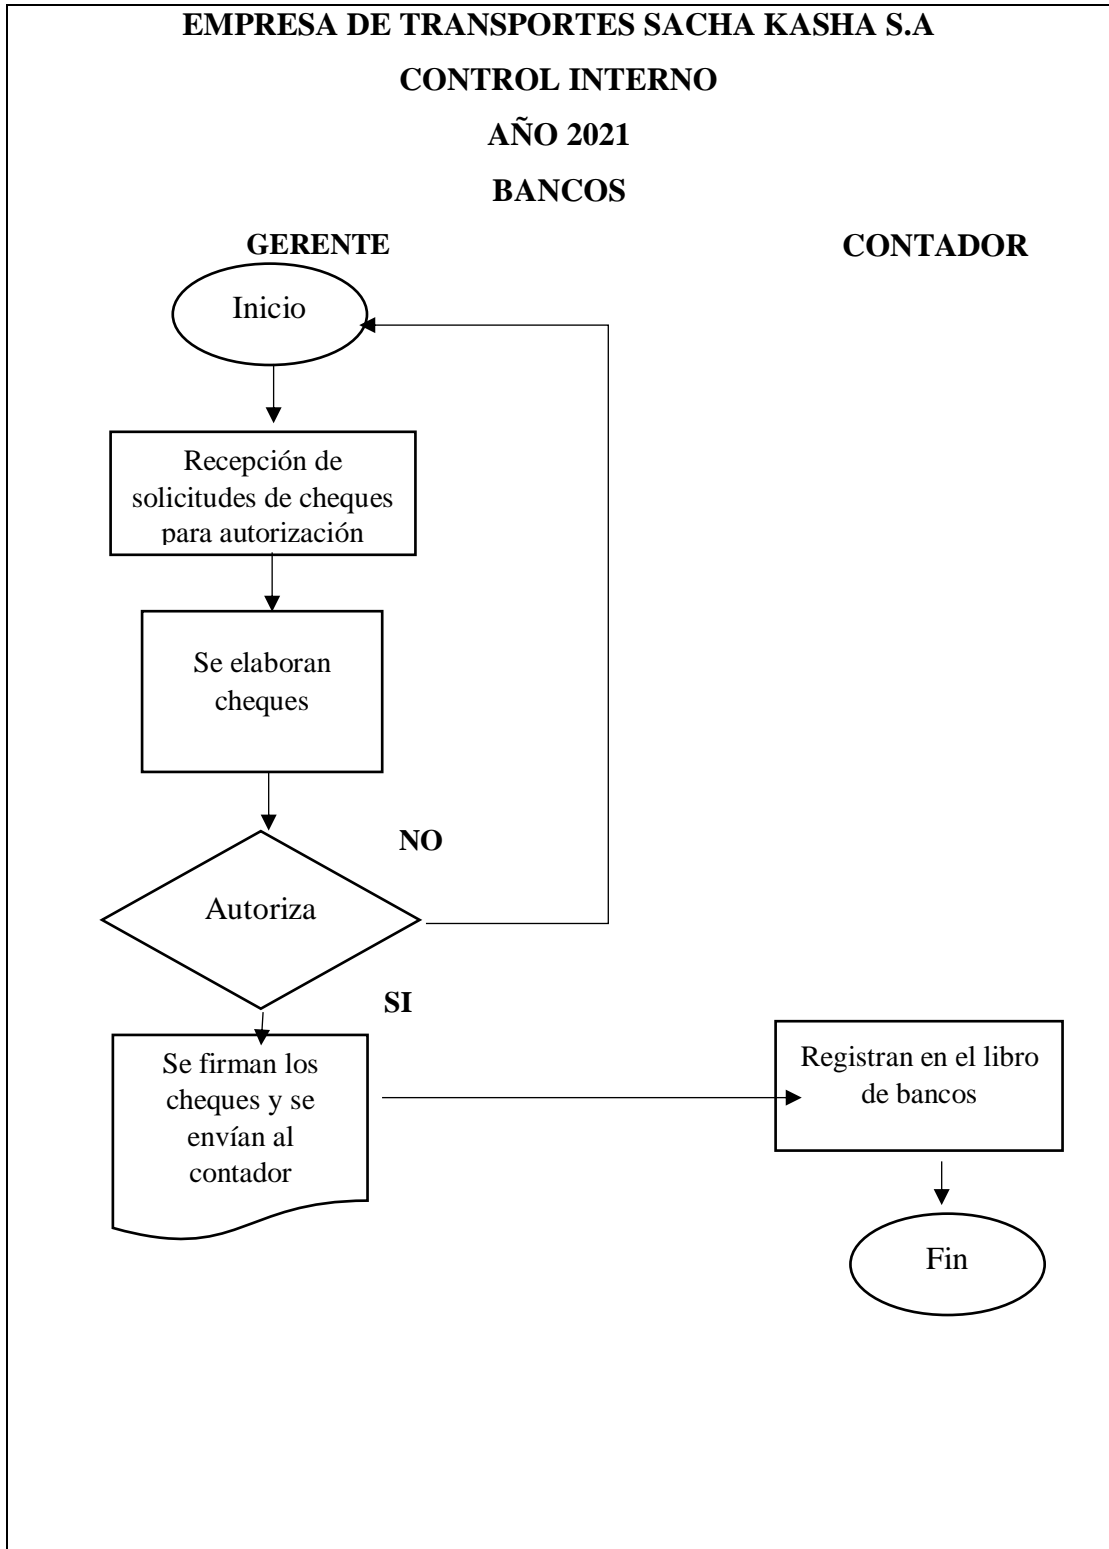 EMPRESA DE TRANSPORTES SACHA KASHA S.A
CONTROL INTERNO
AÑO 2021
BANCOS
GERENTE
CONTADOR
Inicio
Recepción de
solicitudes de cheques
para autorización
Se elaboran
cheques
NO
Autoriza
SI
Se firman los
cheques y se
envían al
contador
Registran en el libro
de bancos
Fin